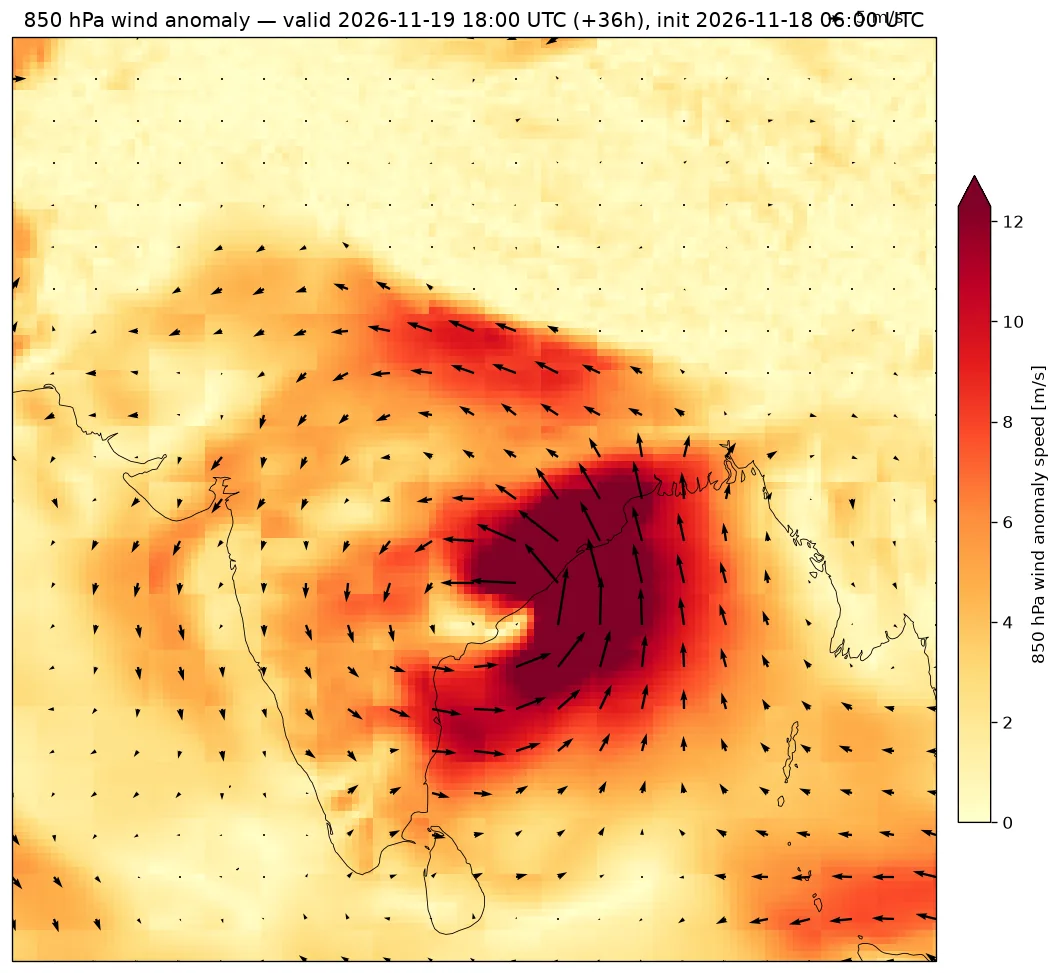 850 hPa wind anomaly — valid 2026-11-19 18:00 UTC (+36h), init 2026-11-18 06:00 UTC
5 m/s
12
10
8
6
4
2
0
850 hPa wind anomaly speed [m/s]